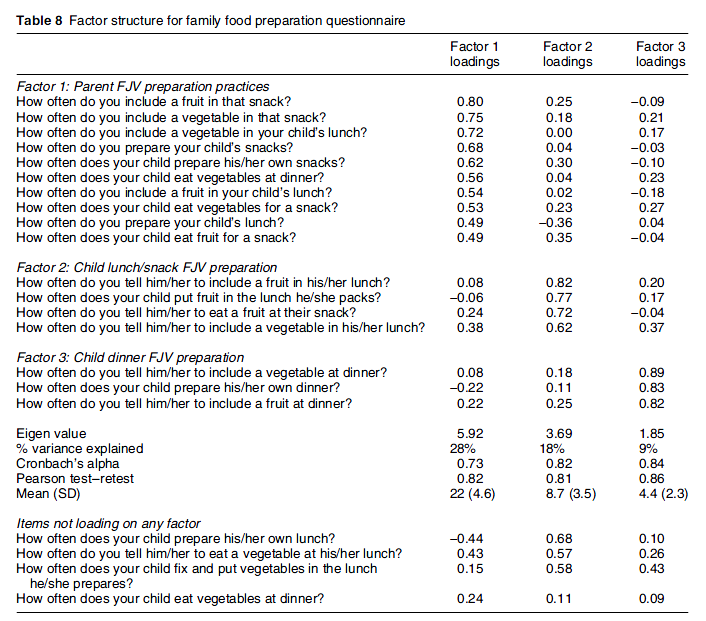 Table 8 Factor structure for family food preparation questionnaire
Factor 1 loadings Factor 2 loadings Factor 3 loadings
Factor 1: Parent FJV preparation practices
How often do you include a fruit in that snack? 0.80 0.25 −0.09
How often do you include a vegetable in that snack? 0.75 0.18 0.21
How often do you include a vegetable in your child's lunch? 0.72 0.00 0.17
How often do you prepare your child's snacks? 0.68 0.04 −0.03
How often does your child prepare his/her own snacks? 0.62 0.30 −0.10
How often does your child eat vegetables at dinner? 0.56 0.04 0.23
How often do you include a fruit in your child's lunch? 0.54 0.02 −0.18
How often does your child eat vegetables for a snack? 0.53 0.23 0.27
How often do you prepare your child's lunch? 0.49 −0.36 0.04
How often does your child eat fruit for a snack? 0.49 0.35 −0.04
Factor 2: Child lunch/snack FJV preparation
How often do you tell him/her to include a fruit in his/her lunch? 0.08 0.82 0.20
How often does your child put fruit in the lunch he/she packs? −0.06 0.77 0.17
How often do you tell him/her to eat a fruit at their snack? 0.24 0.72 −0.04
How often do you tell him/her to include a vegetable in his/her lunch? 0.38 0.62 0.37
Factor 3: Child dinner FJV preparation
How often do you tell him/her to include a vegetable at dinner? 0.08 0.18 0.89
How often does your child prepare his/her own dinner? −0.22 0.11 0.83
How often do you tell him/her to include a fruit at dinner? 0.22 0.25 0.82
Eigen value 5.92 3.69 1.85
% variance explained 28% 18% 9%
Cronbach's alpha 0.73 0.82 0.84
Pearson test–retest 0.82 0.81 0.86
Mean (SD) 22 (4.6) 8.7 (3.5) 4.4 (2.3)
Items not loading on any factor
How often does your child prepare his/her own lunch? −0.44 0.68 0.10
How often do you tell him/her to eat a vegetable at his/her lunch? 0.43 0.57 0.26
How often does your child fix and put vegetables in the lunch 0.15 0.58 0.43
he/she prepares?
How often does your child eat vegetables at dinner? 0.24 0.11 0.09